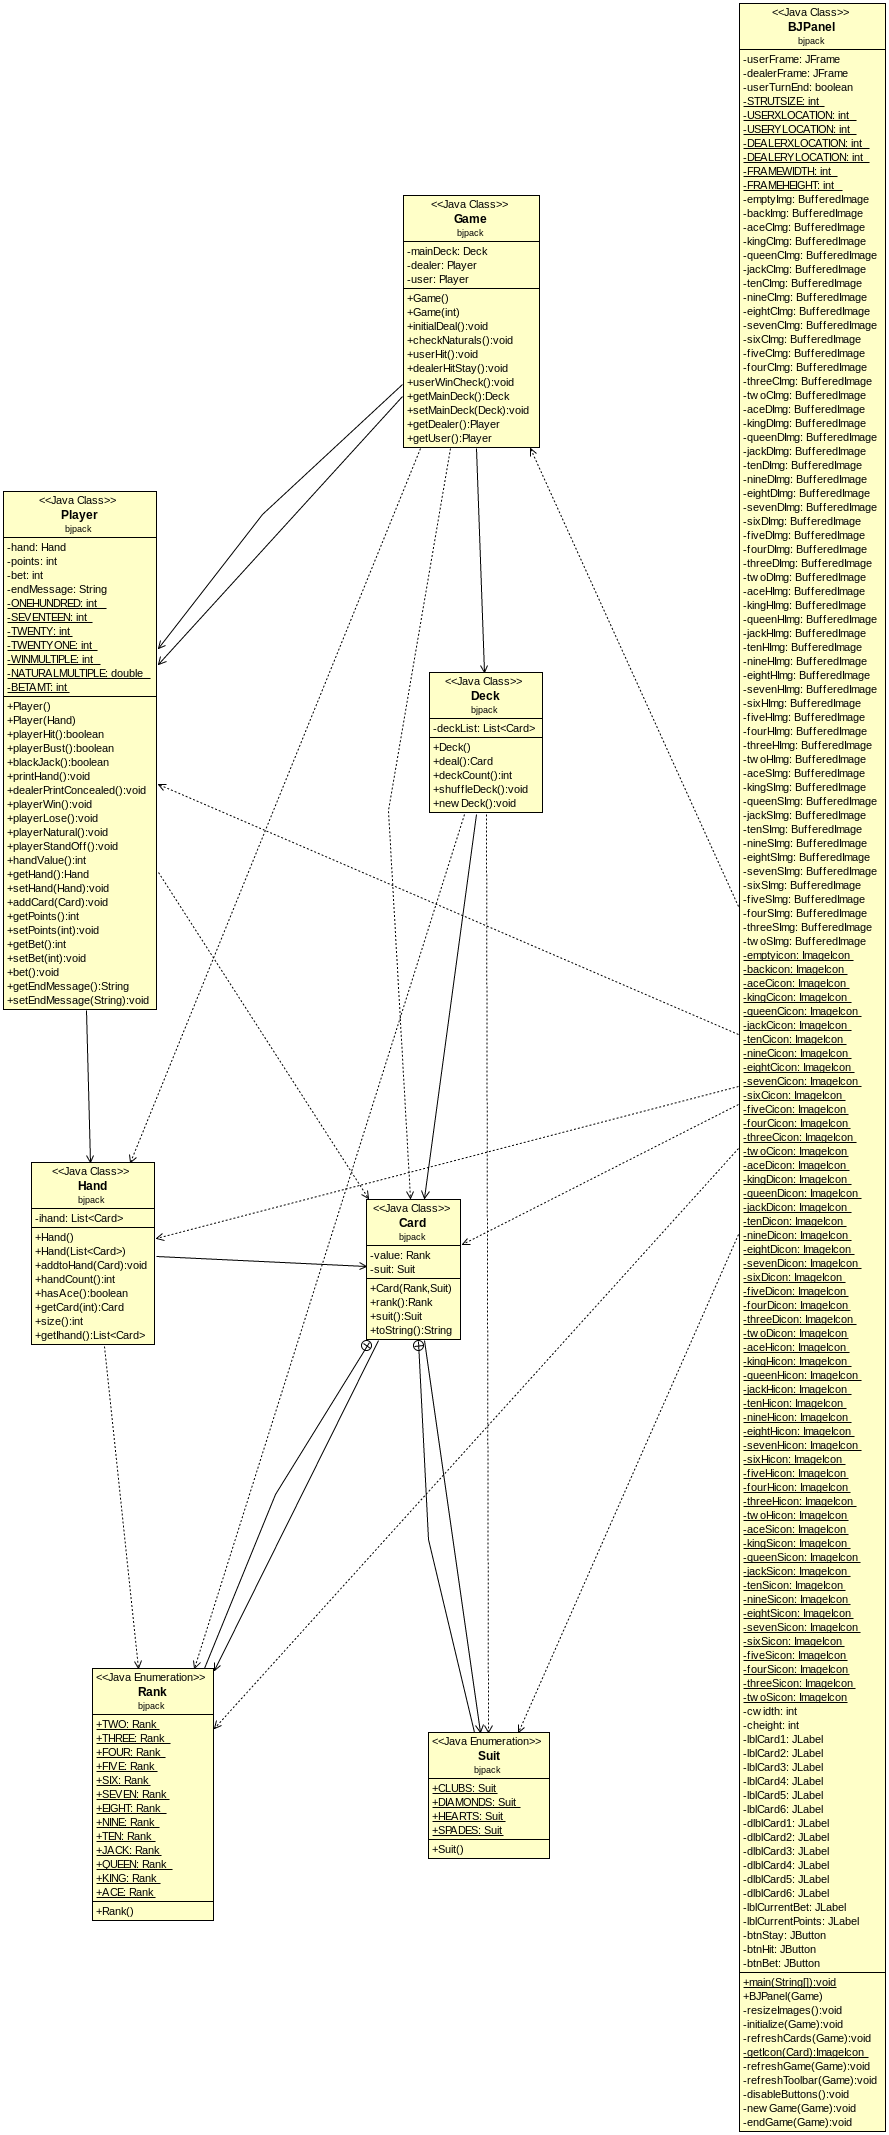 <<Java Class>>
BJPanel
bjpack
-userFrame: JFrame
-dealerFrame: JFrame
-userTurnEnd: boolean
-STRUTSIZE: int
-USERXLOCATION: int
-USERYLOCATION: int
-DEALERXLOCATION: int
-DEALERYLOCATION: int
-FRAMEWIDTH: int
-FRAMEHEIGHT: int
-emptyImg: BufferedImage
-backImg: BufferedImage
-aceCImg: BufferedImage
-kingCImg: BufferedImage
-queenCImg: BufferedImage
-jackCImg: BufferedImage
-tenCImg: BufferedImage
-nineCImg: BufferedImage
-eightCImg: BufferedImage
-sevenCImg: BufferedImage
-sixCImg: BufferedImage
-fiveCImg: BufferedImage
-fourCImg: BufferedImage
-threeCImg: BufferedImage
-twoCImg: BufferedImage
-aceDImg: BufferedImage
-kingDImg: BufferedImage
-queenDImg: BufferedImage
-jackDImg: BufferedImage
-tenDImg: BufferedImage
-nineDImg: BufferedImage
-eightDImg: BufferedImage
-sevenDImg: BufferedImage
-sixDImg: BufferedImage
-fiveDImg: BufferedImage
-fourDImg: BufferedImage
-threeDImg: BufferedImage
-twoDImg: BufferedImage
-aceHImg: BufferedImage
-kingHImg: BufferedImage
-queenHImg: BufferedImage
-jackHImg: BufferedImage
-tenHImg: BufferedImage
-nineHImg: BufferedImage
-eightHImg: BufferedImage
-sevenHImg: BufferedImage
-sixHImg: BufferedImage
-fiveHImg: BufferedImage
-fourHImg: BufferedImage
-threeHImg: BufferedImage
-twoHImg: BufferedImage
-aceSImg: BufferedImage
-kingSImg: BufferedImage
-queenSImg: BufferedImage
-jackSImg: BufferedImage
-tenSImg: BufferedImage
-nineSImg: BufferedImage
-eightSImg: BufferedImage
-sevenSImg: BufferedImage
-sixSImg: BufferedImage
-fiveSImg: BufferedImage
-fourSImg: BufferedImage
-threeSImg: BufferedImage
-twoSImg: BufferedImage
-emptyicon: ImageIcon
-backicon: ImageIcon
-aceCicon: ImageIcon
-kingCicon: ImageIcon
-queenCicon: ImageIcon
-jackCicon: ImageIcon
-tenCicon: ImageIcon
-nineCicon: ImageIcon
-eightCicon: ImageIcon
-sevenCicon: ImageIcon
-sixCicon: ImageIcon
-fiveCicon: ImageIcon
-fourCicon: ImageIcon
-threeCicon: ImageIcon
-twoCicon: ImageIcon
-aceDicon: ImageIcon
-kingDicon: ImageIcon
-queenDicon: ImageIcon
-jackDicon: ImageIcon
-tenDicon: ImageIcon
-nineDicon: ImageIcon
-eightDicon: ImageIcon
-sevenDicon: ImageIcon
-sixDicon: ImageIcon
-fiveDicon: ImageIcon
-fourDicon: ImageIcon
-threeDicon: ImageIcon
-twoDicon: ImageIcon
-aceHicon: ImageIcon
-kingHicon: ImageIcon
-queenHicon: ImageIcon
-jackHicon: ImageIcon
-tenHicon: ImageIcon
-nineHicon: ImageIcon
-eightHicon: ImageIcon
-sevenHicon: ImageIcon
-sixHicon: ImageIcon
-fiveHicon: ImageIcon
-fourHicon: ImageIcon
-threeHicon: ImageIcon
-twoHicon: ImageIcon
-aceSicon: ImageIcon
-kingSicon: ImageIcon
-queenSicon: ImageIcon
-jackSicon: ImageIcon
-tenSicon: ImageIcon
-nineSicon: ImageIcon
-eightSicon: ImageIcon
-sevenSicon: ImageIcon
-sixSicon: ImageIcon
-fiveSicon: ImageIcon
-fourSicon: ImageIcon
-threeSicon: ImageIcon
-twoSicon: ImageIcon
-cwidth: int
-cheight: int
-lblCard1: JLabel
-lblCard2: JLabel
-lblCard3: JLabel
-lblCard4: JLabel
-lblCard5: JLabel
-lblCard6: JLabel
-dlblCard1: JLabel
-dlblCard2: JLabel
-dlblCard3: JLabel
-dlblCard4: JLabel
-dlblCard5: JLabel
-dlblCard6: JLabel
-lblCurrentBet: JLabel
-lblCurrentPoints: JLabel
-btnStay: JButton
-btnHit: JButton
-btnBet: JButton
+main(String[]):void
+BJPanel(Game)
-resizeImages():void
-initialize(Game):void
-refreshCards(Game):void
-getIcon(Card):ImageIcon
-refreshGame(Game):void
-refreshToolbar(Game):void
-disableButtons():void
-newGame(Game):void
-endGame(Game):void
<<Java Class>>
Game
bjpack
-mainDeck: Deck
-dealer: Player
-user: Player
+Game()
+Game(int)
+initialDeal():void
+checkNaturals():void
+userHit():void
+dealerHitStay():void
+userWinCheck():void
+getMainDeck():Deck
+setMainDeck(Deck):void
+getDealer():Player
+getUser():Player
<<Java Class>>
Player
bjpack
-hand: Hand
-points: int
-bet: int
-endMessage: String
-ONEHUNDRED: int
-SEVENTEEN: int
-TWENTY: int
-TWENTYONE: int
-WINMULTIPLE: int
-NATURALMULTIPLE: double
-BETAMT: int
+Player()
+Player(Hand)
+playerHit():boolean
+playerBust():boolean
+blackJack():boolean
+printHand():void
+dealerPrintConcealed():void
+playerWin():void
+playerLose():void
+playerNatural():void
+playerStandOff():void
+handValue():int
+getHand():Hand
+setHand(Hand):void
+addCard(Card):void
+getPoints():int
+setPoints(int):void
+getBet():int
+setBet(int):void
+bet():void
+getEndMessage():String
+setEndMessage(String):void
<<Java Class>>
Deck
bjpack
-deckList: List<Card>
+Deck()
+deal():Card
+deckCount():int
+shuffleDeck():void
+newDeck():void
<<Java Class>>
Hand
bjpack
-ihand: List<Card>
+Hand()
+Hand(List<Card>)
+addtoHand(Card):void
+handCount():int
+hasAce():boolean
+getCard(int):Card
+size():int
+getIhand():List<Card>
<<Java Class>>
Card
bjpack
-value: Rank
-suit: Suit
+Card(Rank,Suit)
+rank():Rank
+suit():Suit
+toString():String
<<Java Enumeration>>
Rank
bjpack
+TWO: Rank
+THREE: Rank
+FOUR: Rank
+FIVE: Rank
+SIX: Rank
+SEVEN: Rank
+EIGHT: Rank
+NINE: Rank
+TEN: Rank
+JACK: Rank
+QUEEN: Rank
+KING: Rank
+ACE: Rank
+Rank()
<<Java Enumeration>>
Suit
bjpack
+CLUBS: Suit
+DIAMONDS: Suit
+HEARTS: Suit
+SPADES: Suit
+Suit()